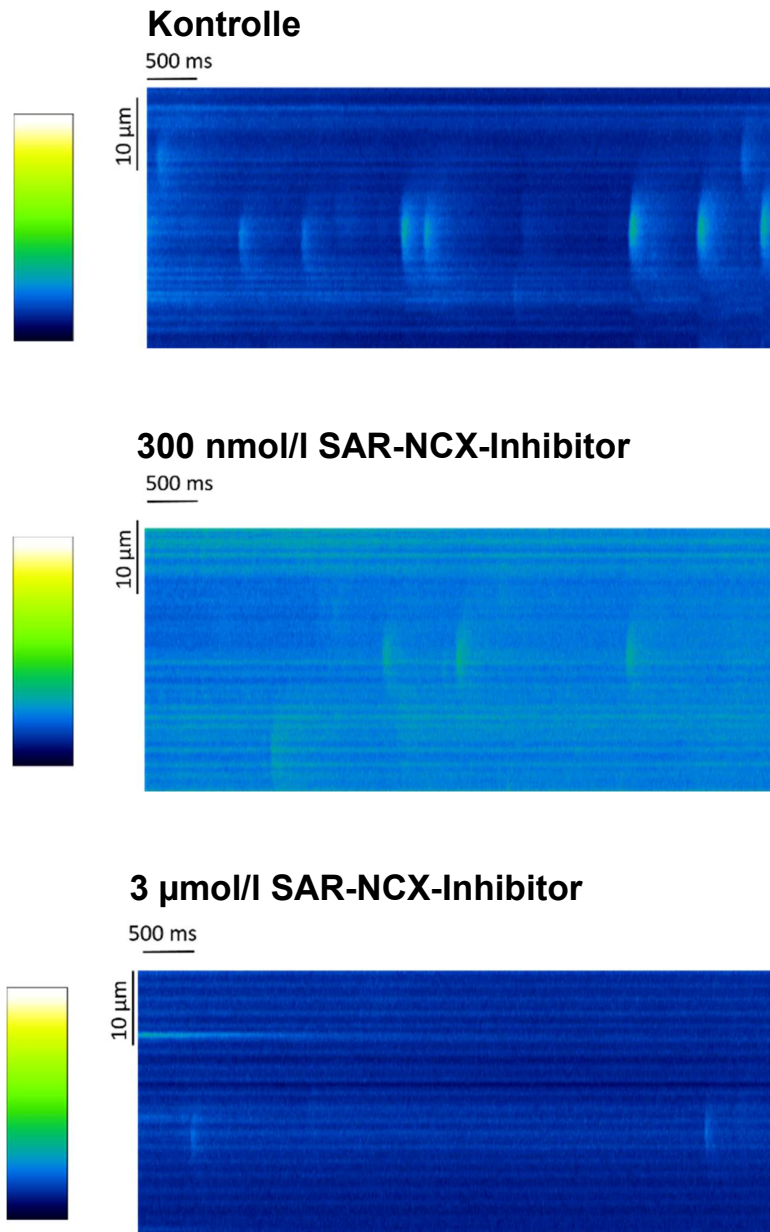 Kontrolle
500 ms
10 µm
300 nmol/l SAR-NCX-Inhibitor
500 ms
10 µm
3 µmol/l SAR-NCX-Inhibitor
500 ms
10 µm